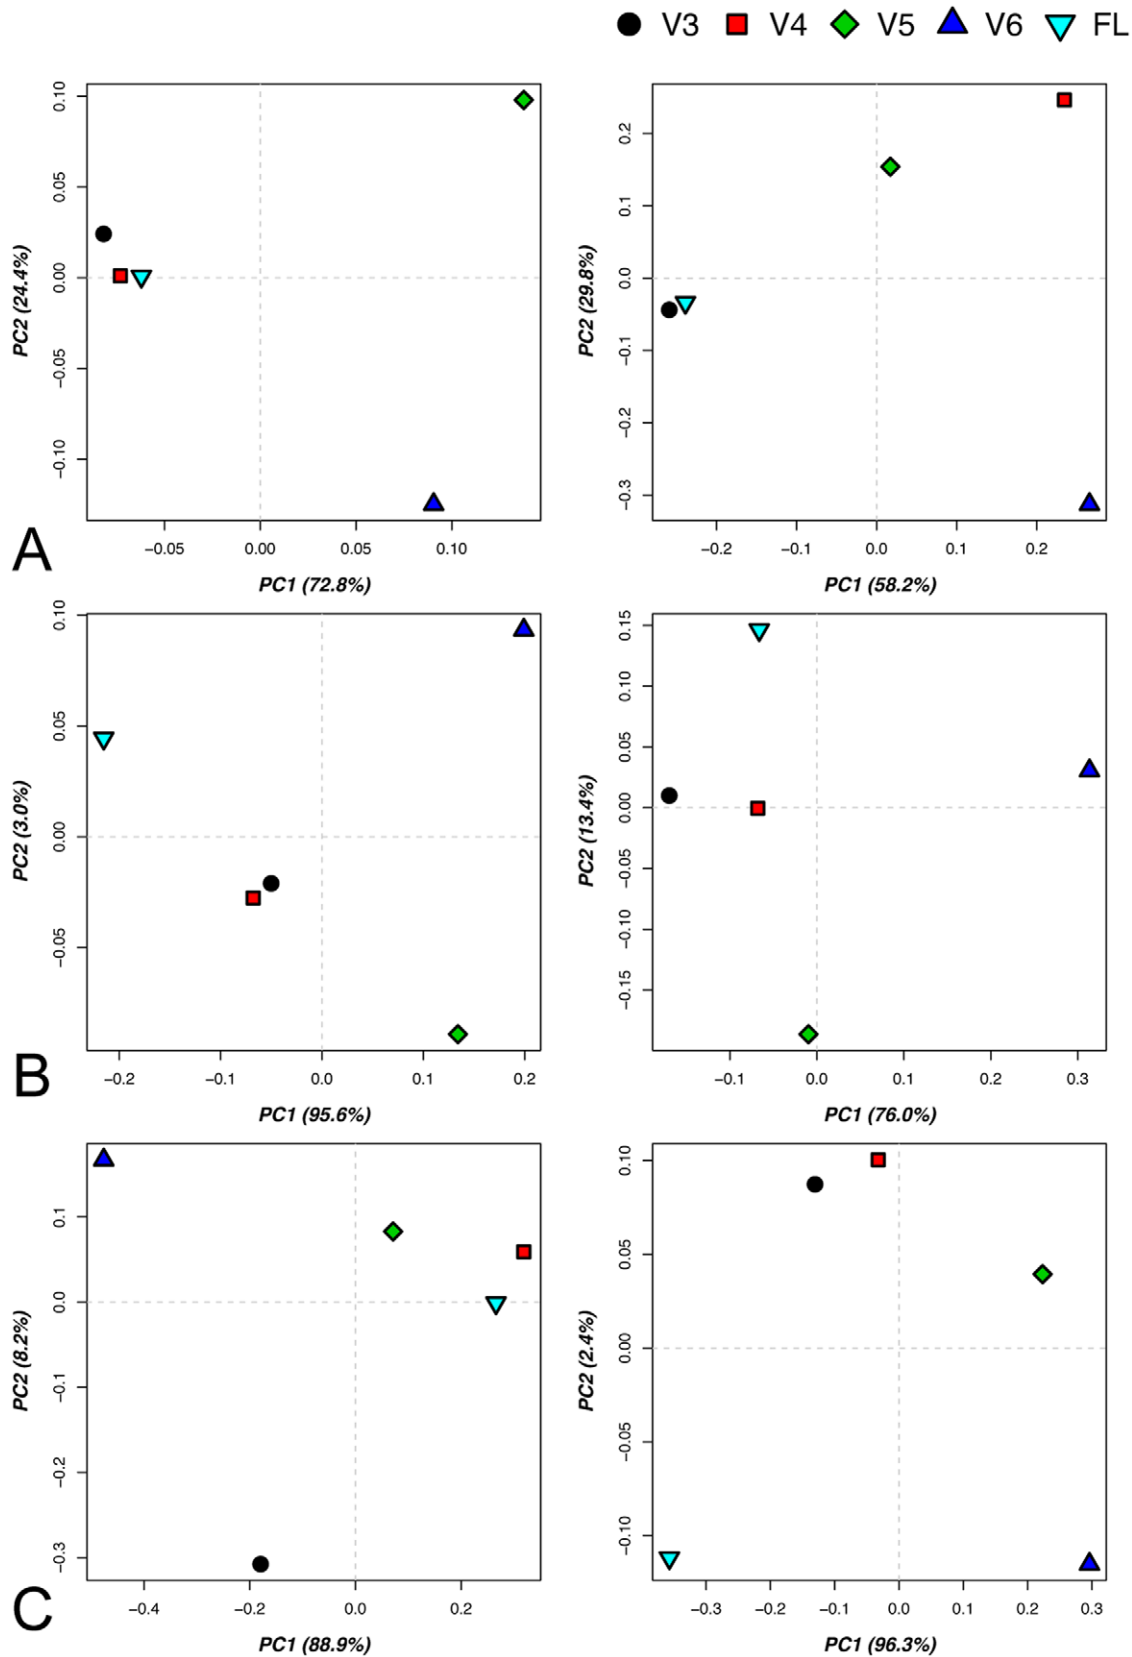 V3 V4 V5 V6 FL
0.10
0.05
0.00
−0.05
−0.10
PC2 (24.4%)
−0.05 0.00 0.05 0.10
PC1 (72.8%)
0.2
0.1
0.0
−0.1
−0.2
−0.3
PC2 (29.8%)
−0.2 −0.1 0.0 0.1 0.2
PC1 (58.2%)
A
0.10
0.05
0.00
−0.05
PC2 (3.0%)
−0.2 −0.1 0.0 0.1 0.2
PC1 (95.6%)
0.15
0.10
0.05
0.00
−0.05
−0.10
−0.15
PC2 (13.4%)
−0.1 0.0 0.1 0.2 0.3
PC1 (76.0%)
B
0.1
0.0
−0.1
−0.2
−0.3
PC2 (8.2%)
−0.4 −0.2 0.0 0.2
PC1 (88.9%)
0.10
0.05
0.00
−0.05
−0.10
PC2 (2.4%)
−0.3 −0.2 −0.1 0.0 0.1 0.2 0.3
PC1 (96.3%)
C